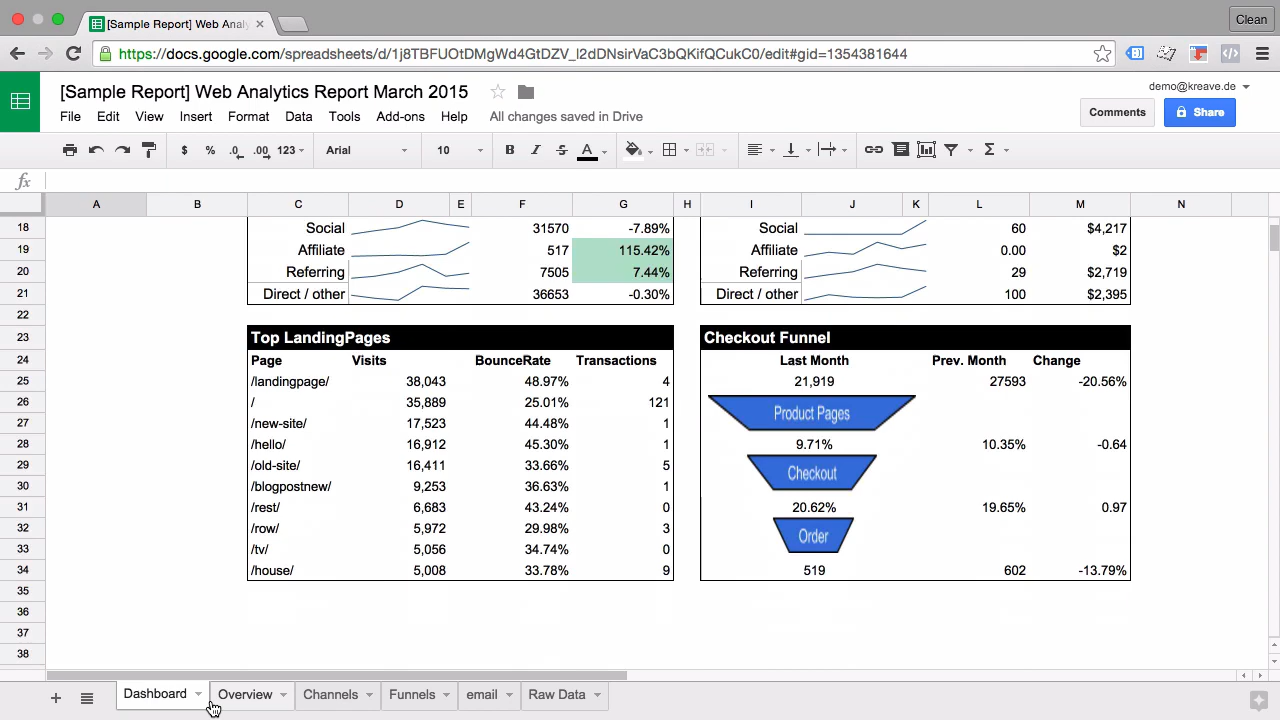 [Sample Report] Web Analy
Clean
https://docs.google.com/spreadsheets/d/1j8TBFUOtDMgWd4GtDZV_l2dDNsirVaC3bQKifQCukC0/edit#gid=1354381644
[Sample Report] Web Analytics Report March 2015
demo@kreave.de
File Edit View Insert Format Data Tools Add-ons Help All changes saved in Drive
Comments Share
$ % .0 .00 123 Arial 10 B I S A Σ
fx
A B C D E F G H I J K L M N
18 Social 31570 -7.89% Social 60 $4,217
19 Affiliate 517 115.42% Affiliate 0.00 $2
20 Referring 7505 7.44% Referring 29 $2,719
21 Direct / other 36653 -0.30% Direct / other 100 $2,395
22
23 Top LandingPages Checkout Funnel
24 Page Visits BounceRate Transactions Last Month Prev. Month Change
25 /landingpage/ 38,043 48.97% 4 21,919 27593 -20.56%
26 / 35,889 25.01% 121 Product Pages
27 /new-site/ 17,523 44.48% 1
28 /hello/ 16,912 45.30% 1 9.71% 10.35% -0.64
29 /old-site/ 16,411 33.66% 5 Checkout
30 /blogpostnew/ 9,253 36.63% 1
31 /rest/ 6,683 43.24% 0 20.62% 19.65% 0.97
32 /row/ 5,972 29.98% 3 Order
33 /tv/ 5,056 34.74% 0
34 /house/ 5,008 33.78% 9 519 602 -13.79%
35
36
37
38
Dashboard Overview Channels Funnels email Raw Data